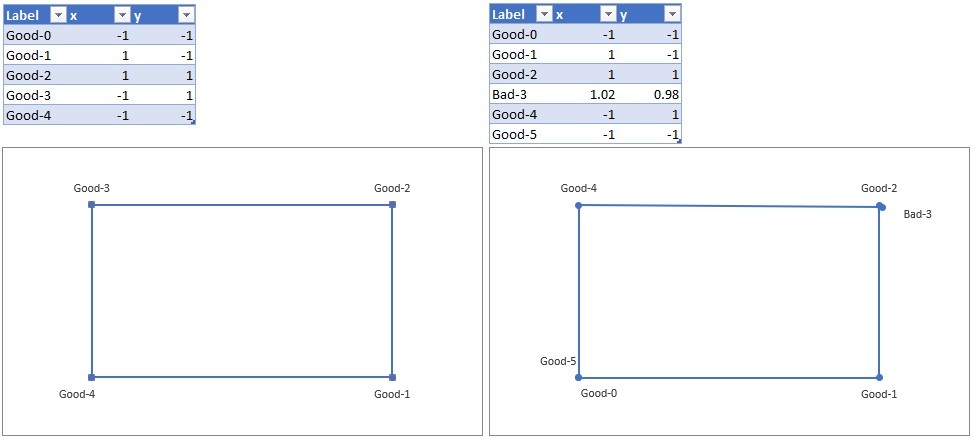 Label x y
Good-0 -1 -1
Good-1 1 -1
Good-2 1 1
Good-3 -1 1
Good-4 -1 -1
Label x y
Good-0 -1 -1
Good-1 1 -1
Good-2 1 1
Bad-3 1.02 0.98
Good-4 -1 1
Good-5 -1 -1
Good-3 Good-2
Good-4 Good-1
Good-4 Good-2
Bad-3
Good-5
Good-0 Good-1